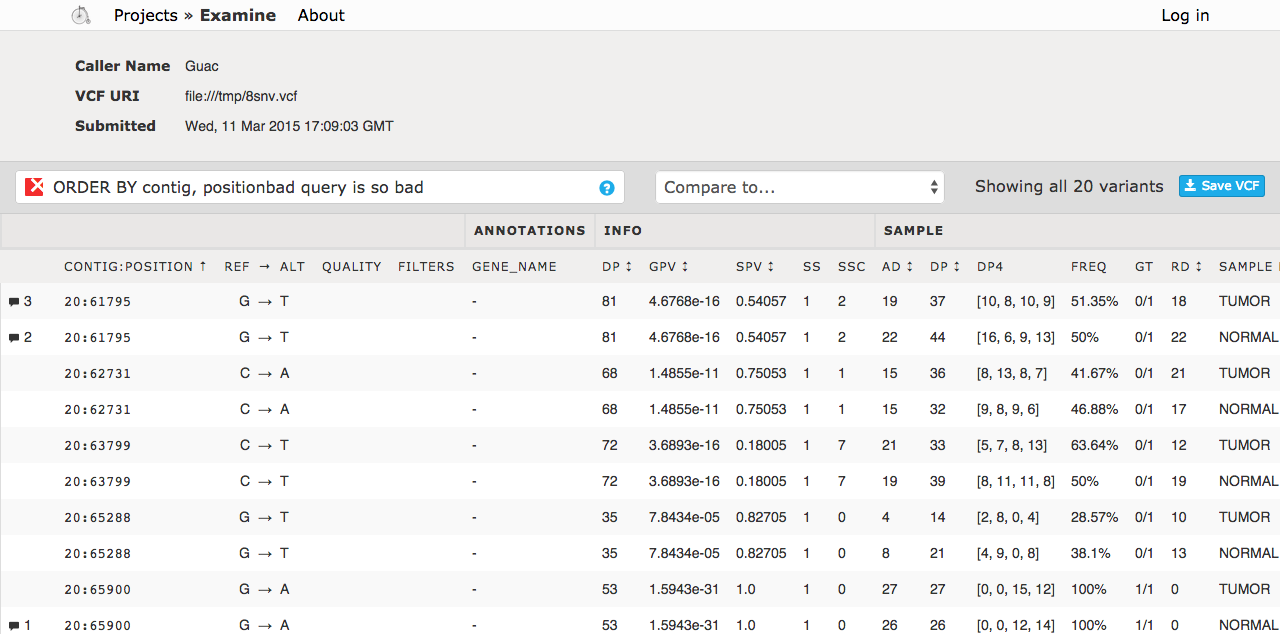 Projects » Examine About Log in
Caller Name Guac
VCF URI file:///tmp/8snv.vcf
Submitted Wed, 11 Mar 2015 17:09:03 GMT
ORDER BY contig, positionbad query is so bad ? Compare to... Showing all 20 variants Save VCF
ANNOTATIONS INFO SAMPLE
CONTIG:POSITION ↑ REF → ALT QUALITY FILTERS GENE_NAME DP ↕ GPV ↕ SPV ↕ SS SSC AD ↕ DP ↕ DP4 FREQ GT RD ↕ SAMPLE
3 20:61795 G → T - 81 4.6768e-16 0.54057 1 2 19 37 [10, 8, 10, 9] 51.35% 0/1 18 TUMOR
2 20:61795 G → T - 81 4.6768e-16 0.54057 1 2 22 44 [16, 6, 9, 13] 50% 0/1 22 NORMAL
20:62731 C → A - 68 1.4855e-11 0.75053 1 1 15 36 [8, 13, 8, 7] 41.67% 0/1 21 TUMOR
20:62731 C → A - 68 1.4855e-11 0.75053 1 1 15 32 [9, 8, 9, 6] 46.88% 0/1 17 NORMAL
20:63799 C → T - 72 3.6893e-16 0.18005 1 7 21 33 [5, 7, 8, 13] 63.64% 0/1 12 TUMOR
20:63799 C → T - 72 3.6893e-16 0.18005 1 7 19 39 [8, 11, 11, 8] 50% 0/1 19 NORMAL
20:65288 G → T - 35 7.8434e-05 0.82705 1 0 4 14 [2, 8, 0, 4] 28.57% 0/1 10 TUMOR
20:65288 G → T - 35 7.8434e-05 0.82705 1 0 8 21 [4, 9, 0, 8] 38.1% 0/1 13 NORMAL
20:65900 G → A - 53 1.5943e-31 1.0 1 0 27 27 [0, 0, 15, 12] 100% 1/1 0 TUMOR
1 20:65900 G → A - 53 1.5943e-31 1.0 1 0 26 26 [0, 0, 12, 14] 100% 1/1 0 NORMAL